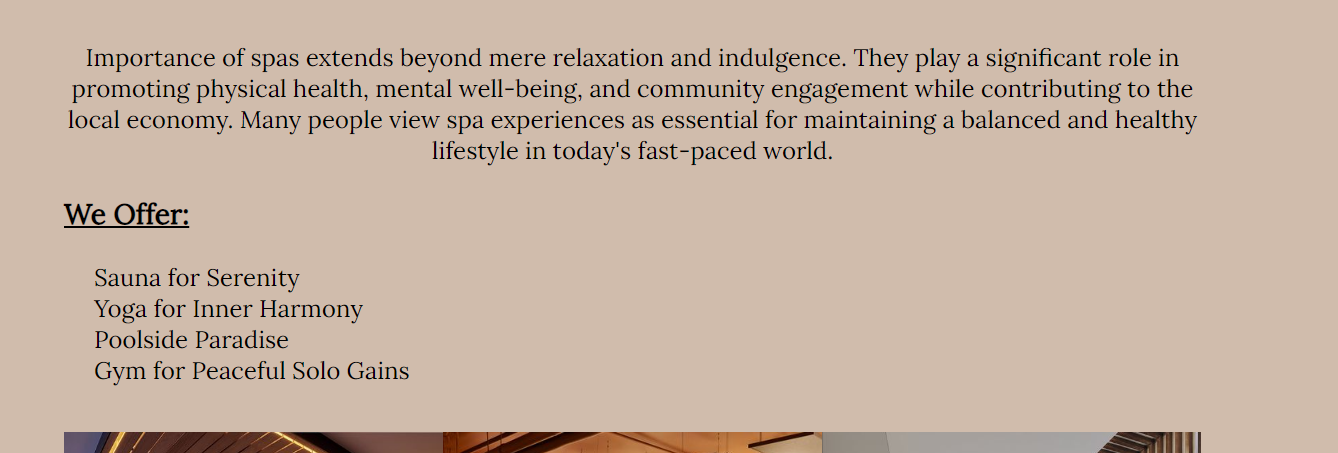 Importance of spas extends beyond mere relaxation and indulgence. They play a significant role in
promoting physical health, mental well-being, and community engagement while contributing to the
local economy. Many people view spa experiences as essential for maintaining a balanced and healthy
lifestyle in today's fast-paced world.
We Offer:
Sauna for Serenity
Yoga for Inner Harmony
Poolside Paradise
Gym for Peaceful Solo Gains